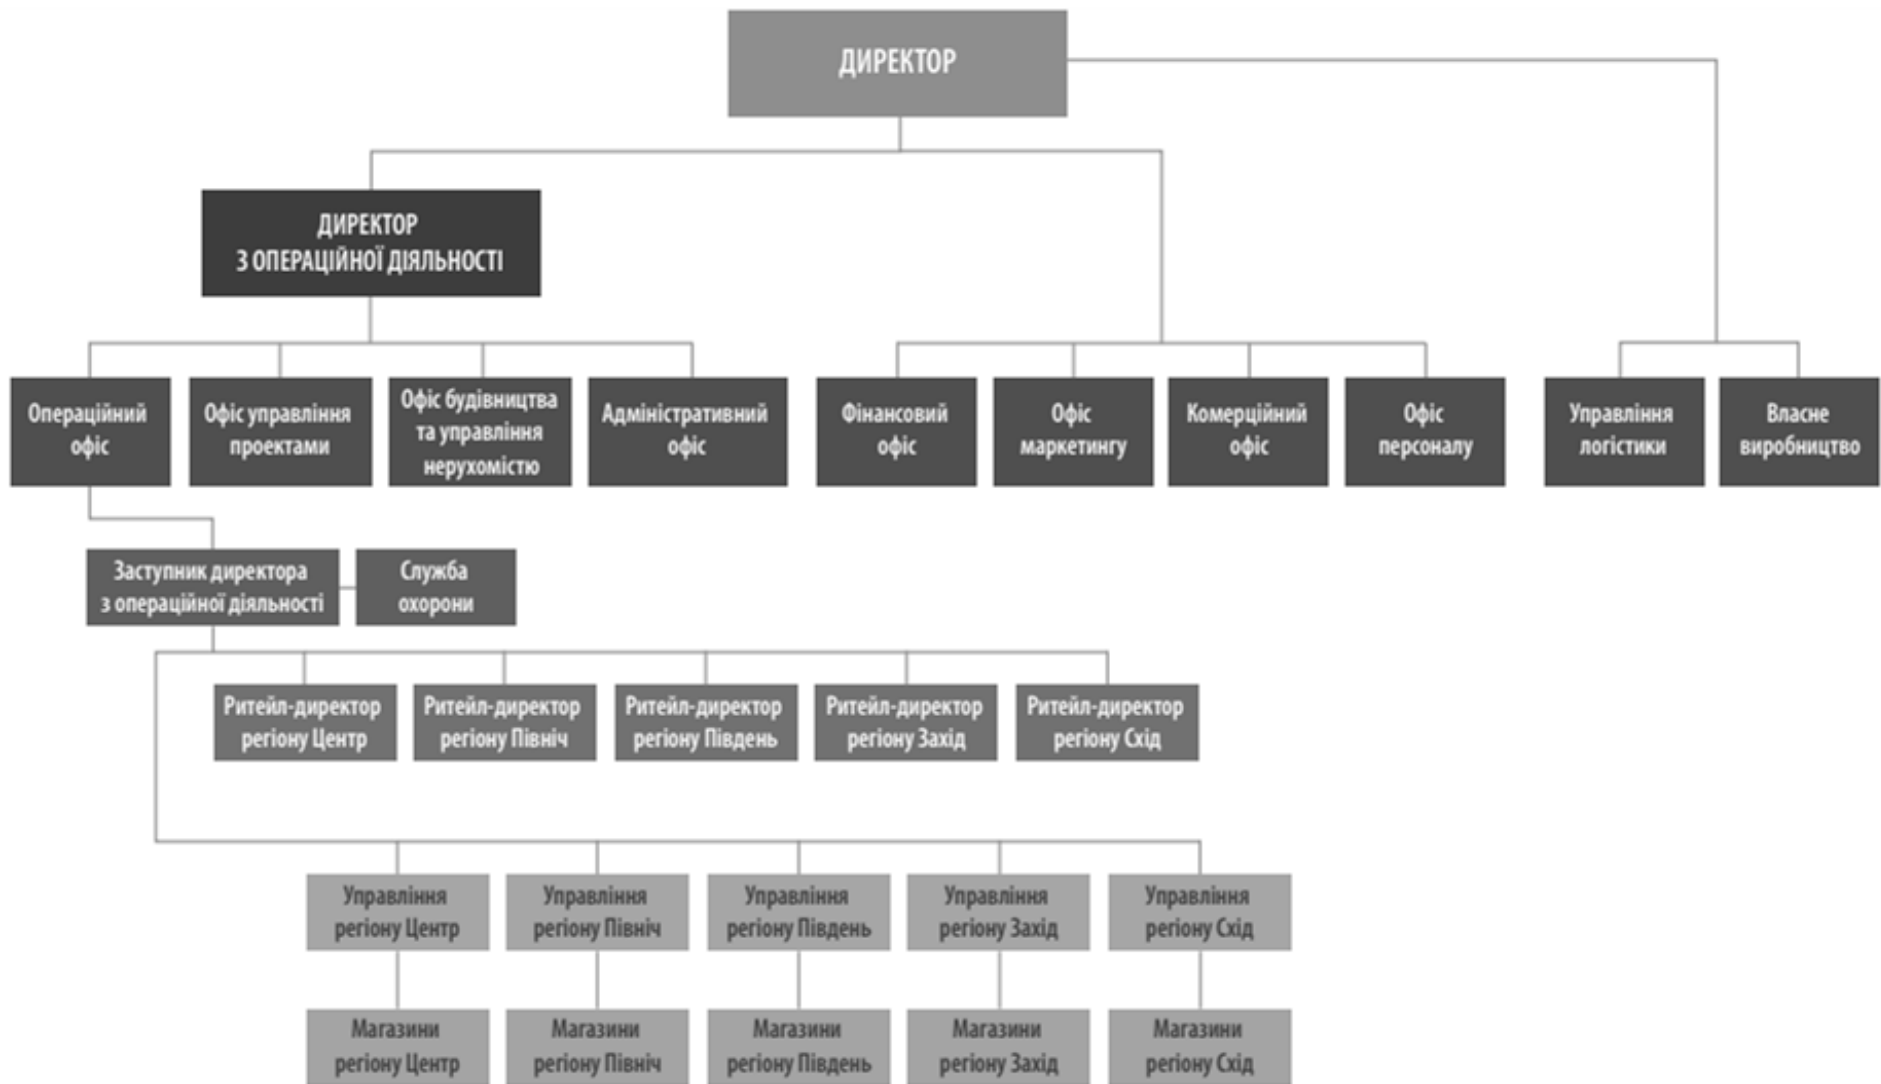 ДИРЕКТОР
ДИРЕКТОР
З ОПЕРАЦІЙНОЇ ДІЯЛЬНОСТІ
Операційний
офіс
Офіс управління
проектами
Офіс будівництва
та управління
нерухомістю
Адміністративний
офіс
Фінансовий
офіс
Офіс
маркетингу
Комерційний
офіс
Офіс
персоналу
Управління
логістики
Власне
виробництво
Заступник директора
з операційної діяльності
Служба
охорони
Ритейл-директор
регіону Центр
Ритейл-директор
регіону Північ
Ритейл-директор
регіону Південь
Ритейл-директор
регіону Захід
Ритейл-директор
регіону Схід
Управління
регіону Центр
Управління
регіону Північ
Управління
регіону Південь
Управління
регіону Захід
Управління
регіону Схід
Магазини
регіону Центр
Магазини
регіону Північ
Магазини
регіону Південь
Магазини
регіону Захід
Магазини
регіону Схід